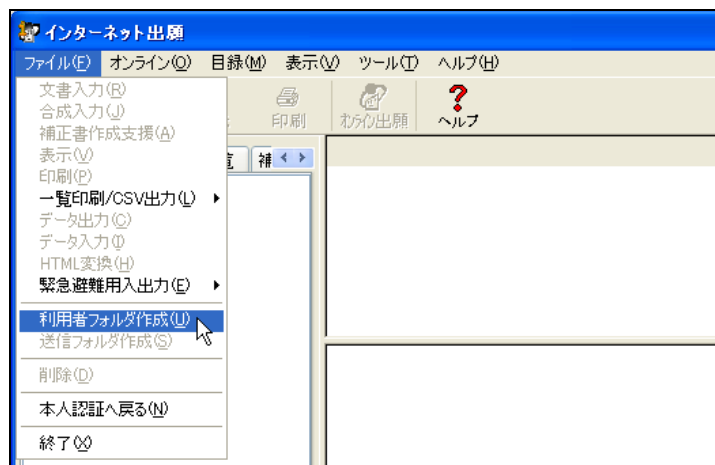 インターネット出願
ファイル(F) オンライン(O) 目録(M) 表示(V) ツール(T) ヘルプ(H)
文書入力(R)
合成入力(J)
補正書作成支援(A)
表示(V)
印刷(P)
一覧印刷/CSV出力(L)
データ出力(C)
データ入力(I)
HTML変換(H)
緊急避難用入出力(E)
利用者フォルダ作成(U)
送信フォルダ作成(S)
削除(D)
本人認証へ戻る(N)
終了(X)
印刷 オンライン出願 ヘルプ
補